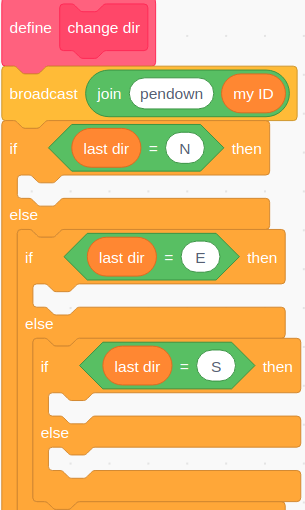 define change dir
broadcast join pendown my ID
if last dir = N then
else
if last dir = E then
else
if last dir = S then
else